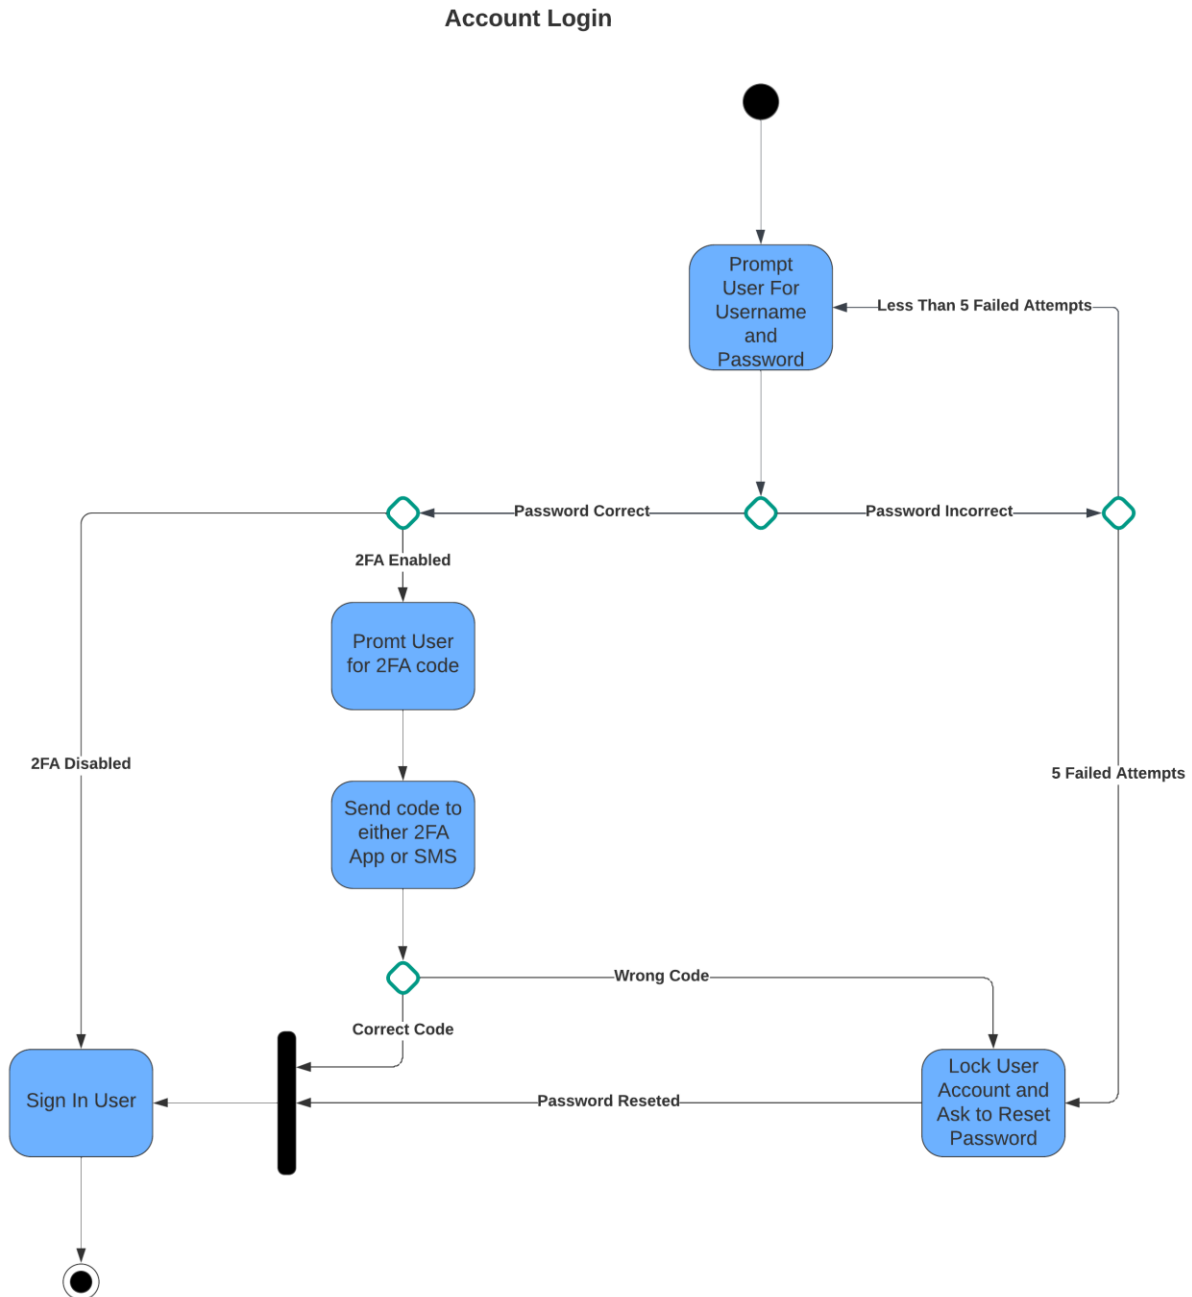 Account Login
Prompt
User For
Username
and
Password
Less Than 5 Failed Attempts
Password Correct
Password Incorrect
2FA Enabled
Promt User
for 2FA code
2FA Disabled
5 Failed Attempts
Send code to
either 2FA
App or SMS
Wrong Code
Correct Code
Sign In User
Password Reseted
Lock User
Account and
Ask to Reset
Password